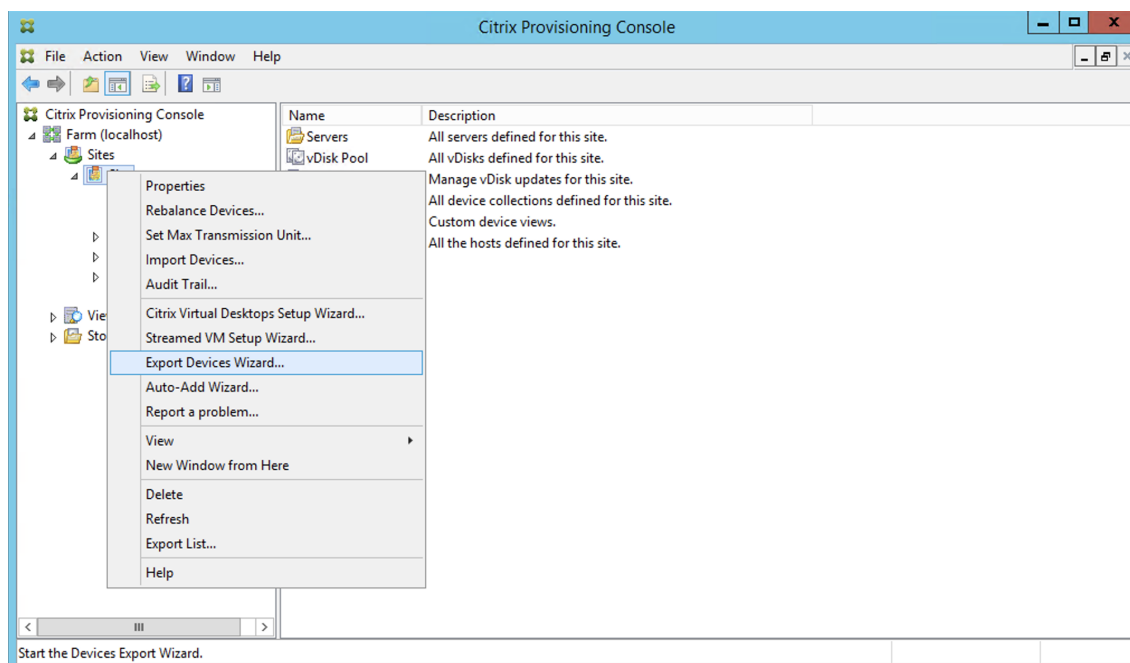 Citrix Provisioning Console
File Action View Window Help
Citrix Provisioning Console
Farm (localhost)
Sites
Vie
Sto
Name Description
Servers All servers defined for this site.
vDisk Pool All vDisks defined for this site.
Manage vDisk updates for this site.
All device collections defined for this site.
Custom device views.
All the hosts defined for this site.
Properties
Rebalance Devices...
Set Max Transmission Unit...
Import Devices...
Audit Trail...
Citrix Virtual Desktops Setup Wizard...
Streamed VM Setup Wizard...
Export Devices Wizard...
Auto-Add Wizard...
Report a problem...
View
New Window from Here
Delete
Refresh
Export List...
Help
Start the Devices Export Wizard.